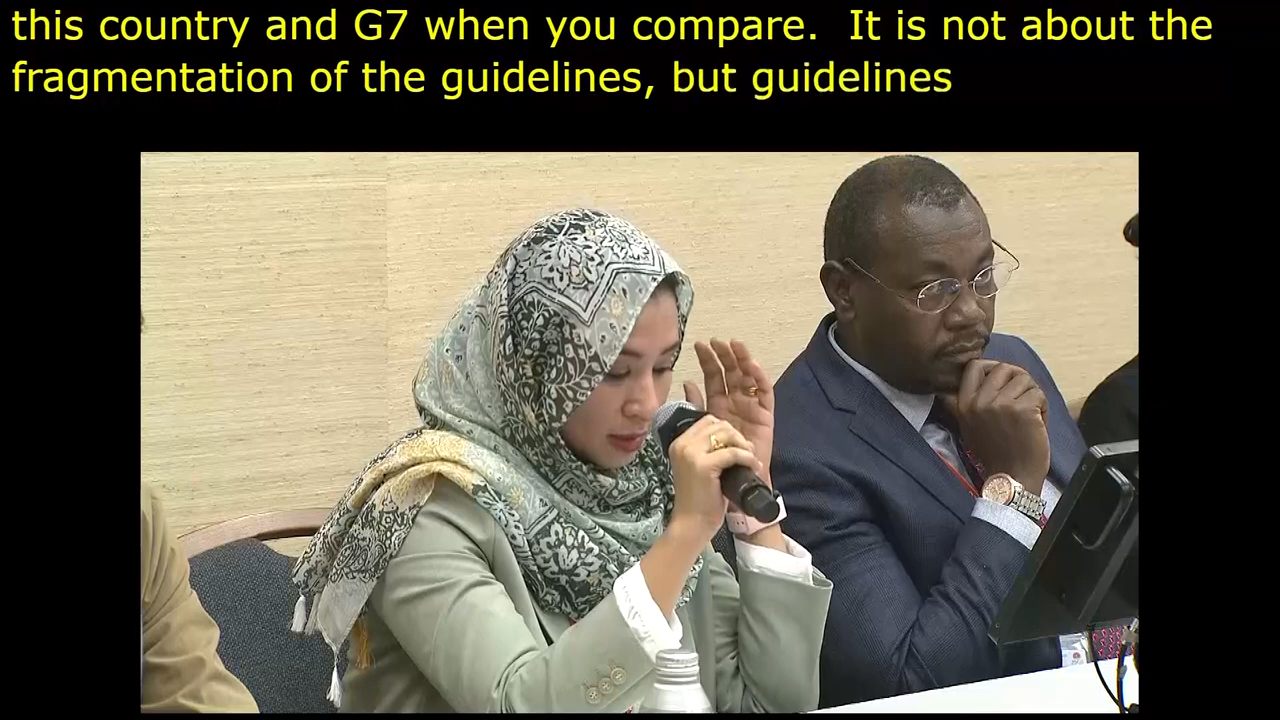 this country and G7 when you compare.  It is not about the
fragmentation of the guidelines, but guidelines